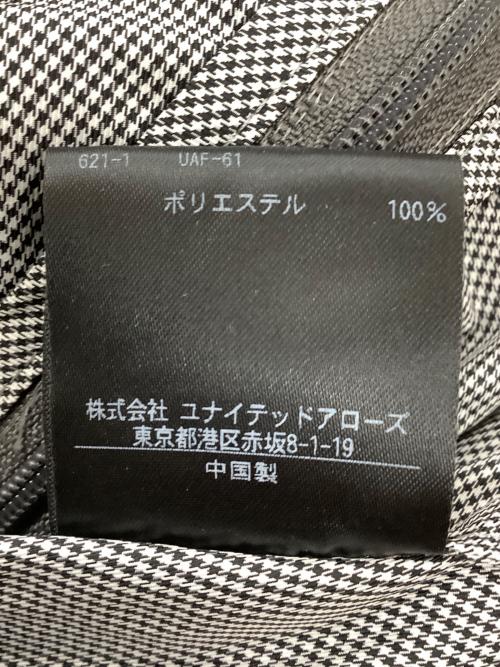 621-1 UAF-61
ポリエステル 100%
株式会社 ユナイテッドアローズ
東京都港区赤坂8-1-19
中国製